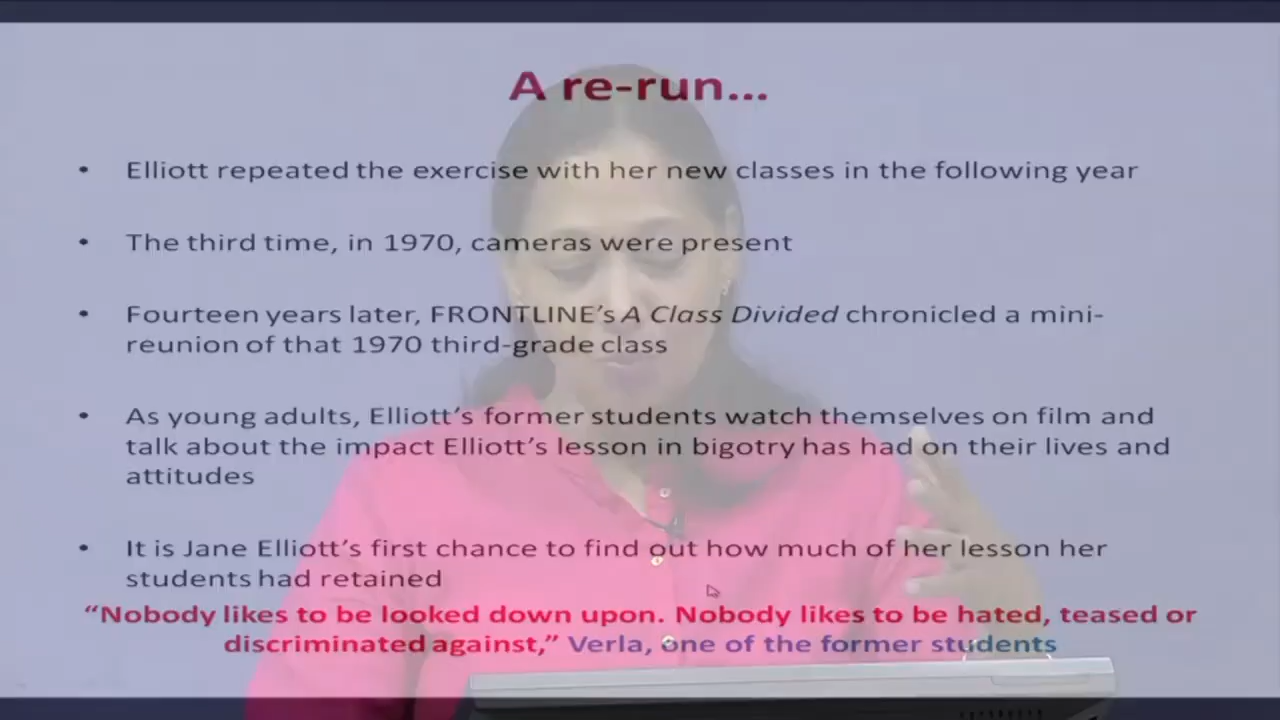 A re-run...
• Elliott repeated the exercise with her new classes in the following year
• The third time, in 1970, cameras were present
• Fourteen years later, FRONTLINE’s A Class Divided chronicled a mini-
reunion of that 1970 third-grade class
• As young adults, Elliott’s former students watch themselves on film and
talk about the impact Elliott’s lesson in bigotry has had on their lives and
attitudes
• It is Jane Elliott’s first chance to find out how much of her lesson her
students had retained
“Nobody likes to be looked down upon. Nobody likes to be hated, teased or
discriminated against,” Verla, one of the former students